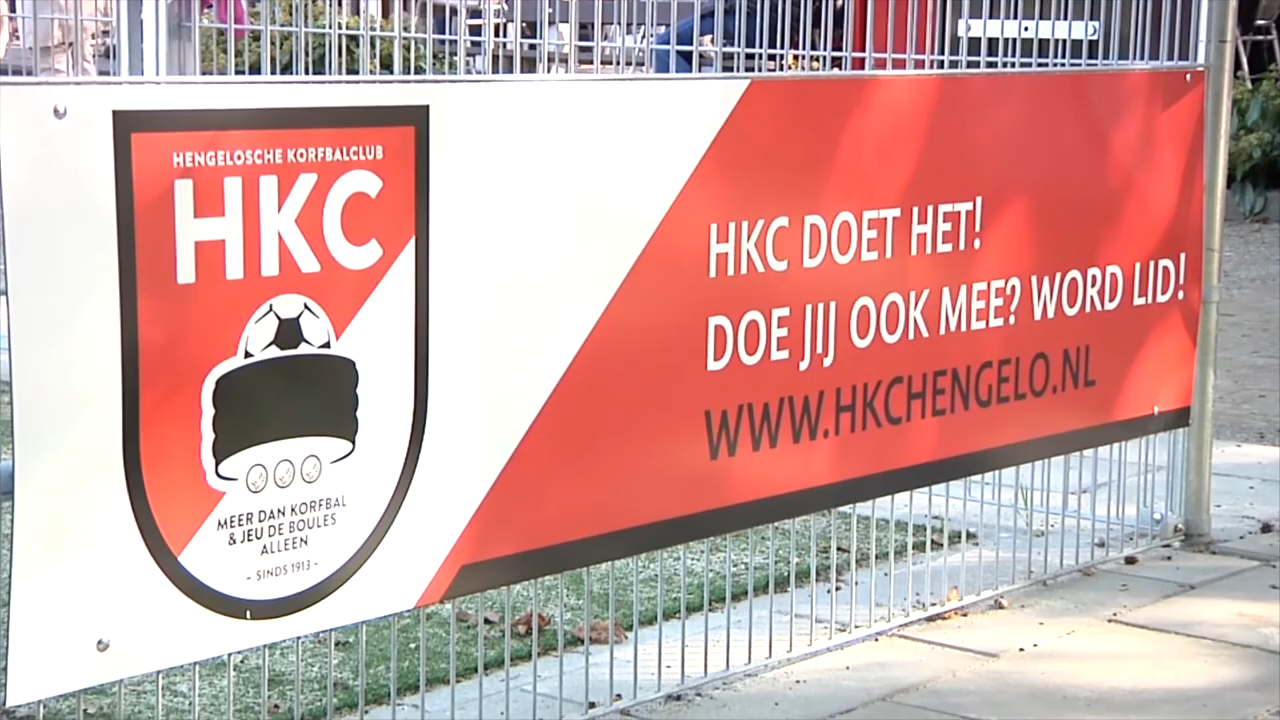 HENGELOSCHE KORFBALCLUB
HKC
MEER DAN KORFBAL
& JEU DE BOULES
ALLEEN
- SINDS 1913 -
HKC DOET HET!
DOE JIJ OOK MEE? WORD LID!
WWW.HKCHENGELO.NL